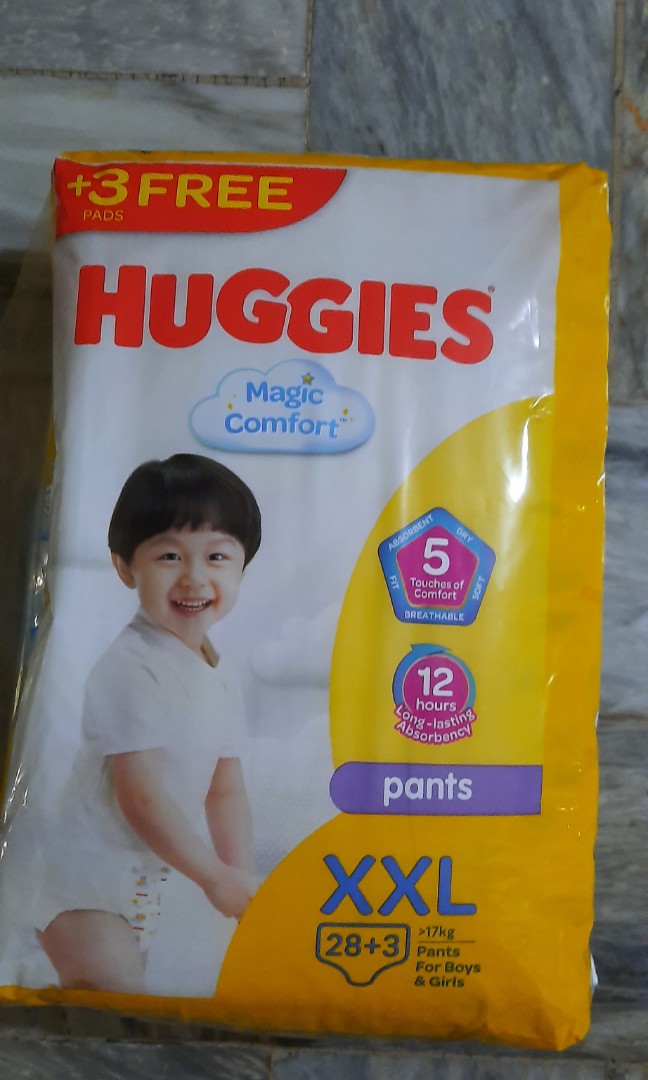 +3 FREE
PADS
HUGGIES®
Magic
Comfort™
ABSORBENT
DRY
FIT
SOFT
BREATHABLE
5
Touches of
Comfort
12
hours
Long-lasting
Absorbency
pants
XXL
28+3
>17kg
Pants
For Boys
& Girls